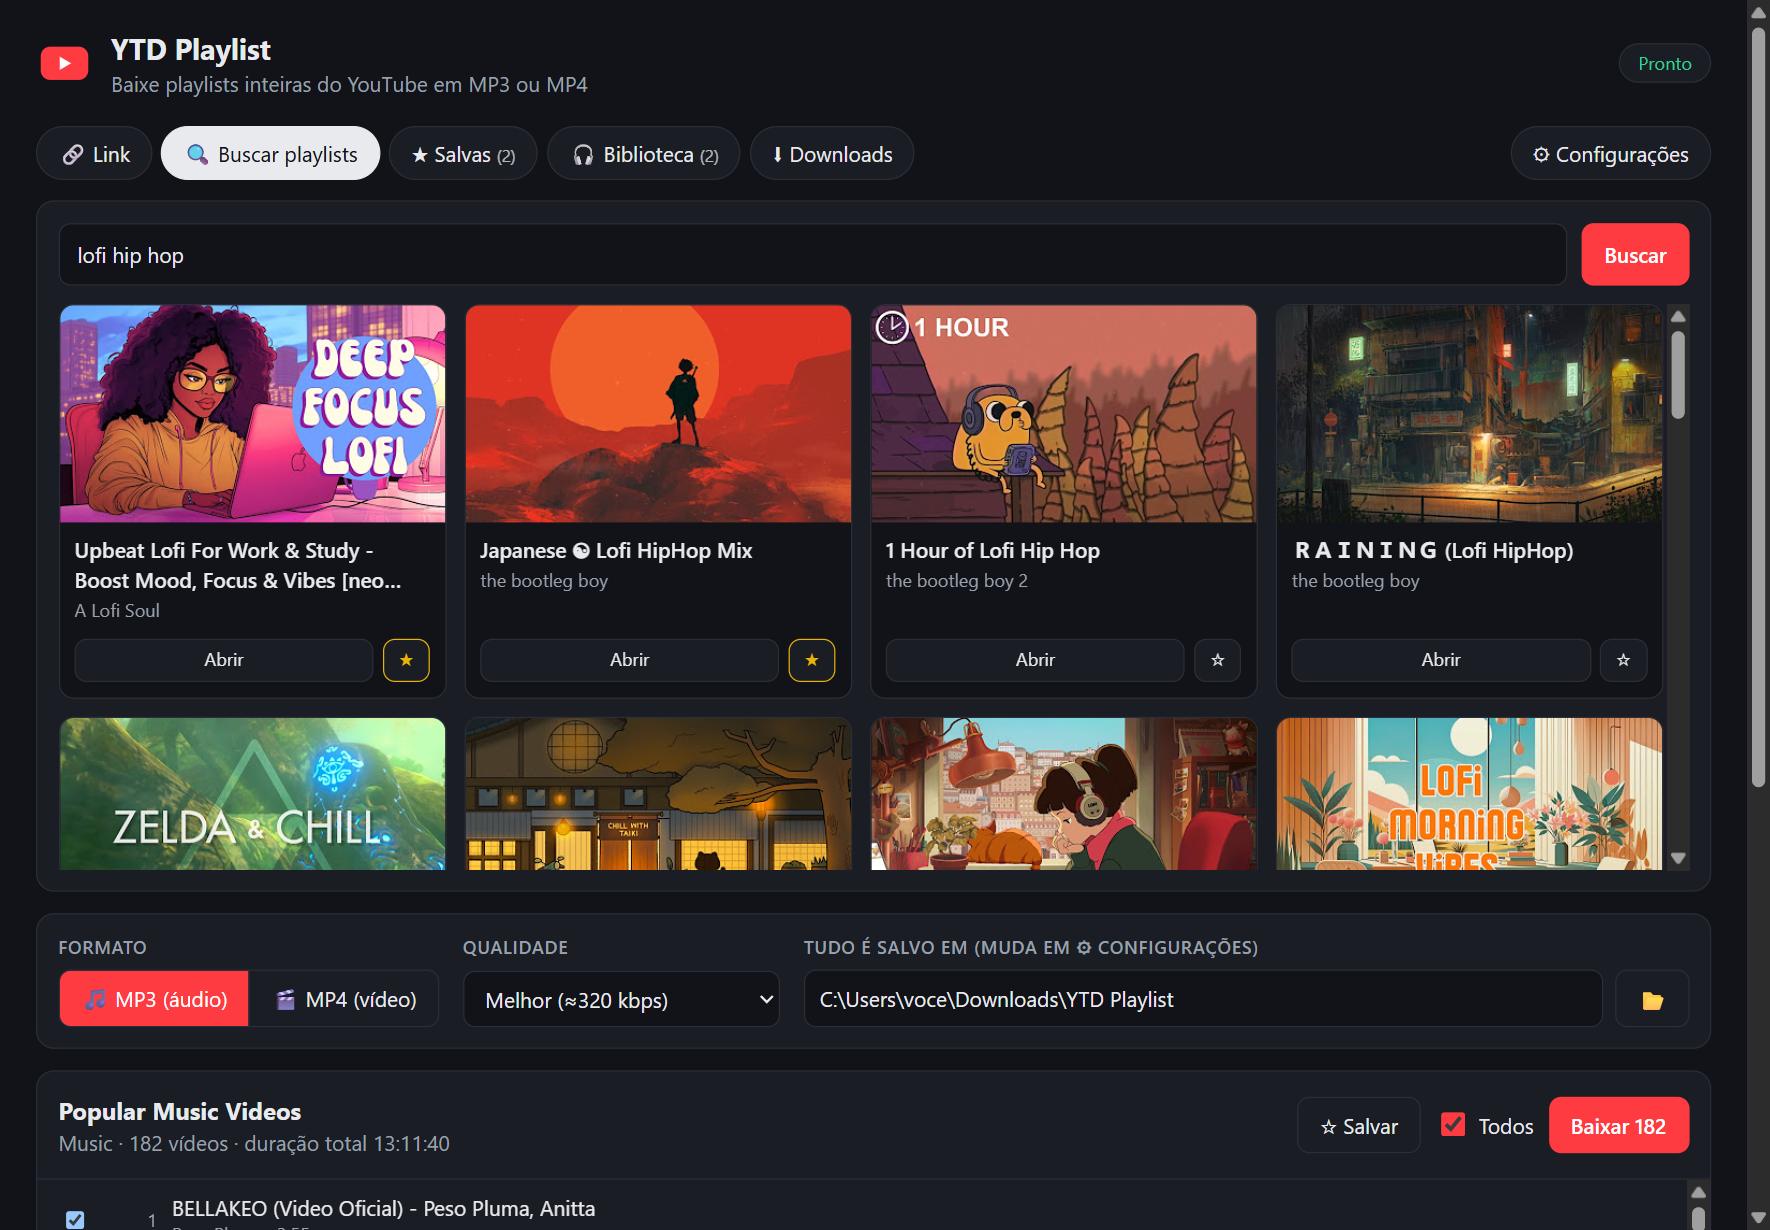 YTD Playlist
Baixe playlists inteiras do YouTube em MP3 ou MP4
Pronto
Link
Buscar playlists
★ Salvas (2)
Biblioteca (2)
⬇ Downloads
⚙ Configurações
lofi hip hop
Buscar
DEEP
FOCUS
LOFI
1 HOUR
Upbeat Lofi For Work & Study -
Boost Mood, Focus & Vibes [neo...
A Lofi Soul
Japanese ☯ Lofi HipHop Mix
the bootleg boy
1 Hour of Lofi Hip Hop
the bootleg boy 2
R A I N I N G (Lofi HipHop)
the bootleg boy
Abrir ★
Abrir ★
Abrir ☆
Abrir ☆
ZELDA & CHILL
CHILL WITH
TAIKI
LOFi
MORNiNG
ViBES
FORMATO
MP3 (áudio)
MP4 (vídeo)
QUALIDADE
Melhor (≈320 kbps)
TUDO É SALVO EM (MUDA EM ⚙ CONFIGURAÇÕES)
C:\Users\voce\Downloads\YTD Playlist
Popular Music Videos
Music · 182 vídeos · duração total 13:11:40
☆ Salvar
Todos
Baixar 182
1
BELLAKEO (Video Oficial) - Peso Pluma, Anitta